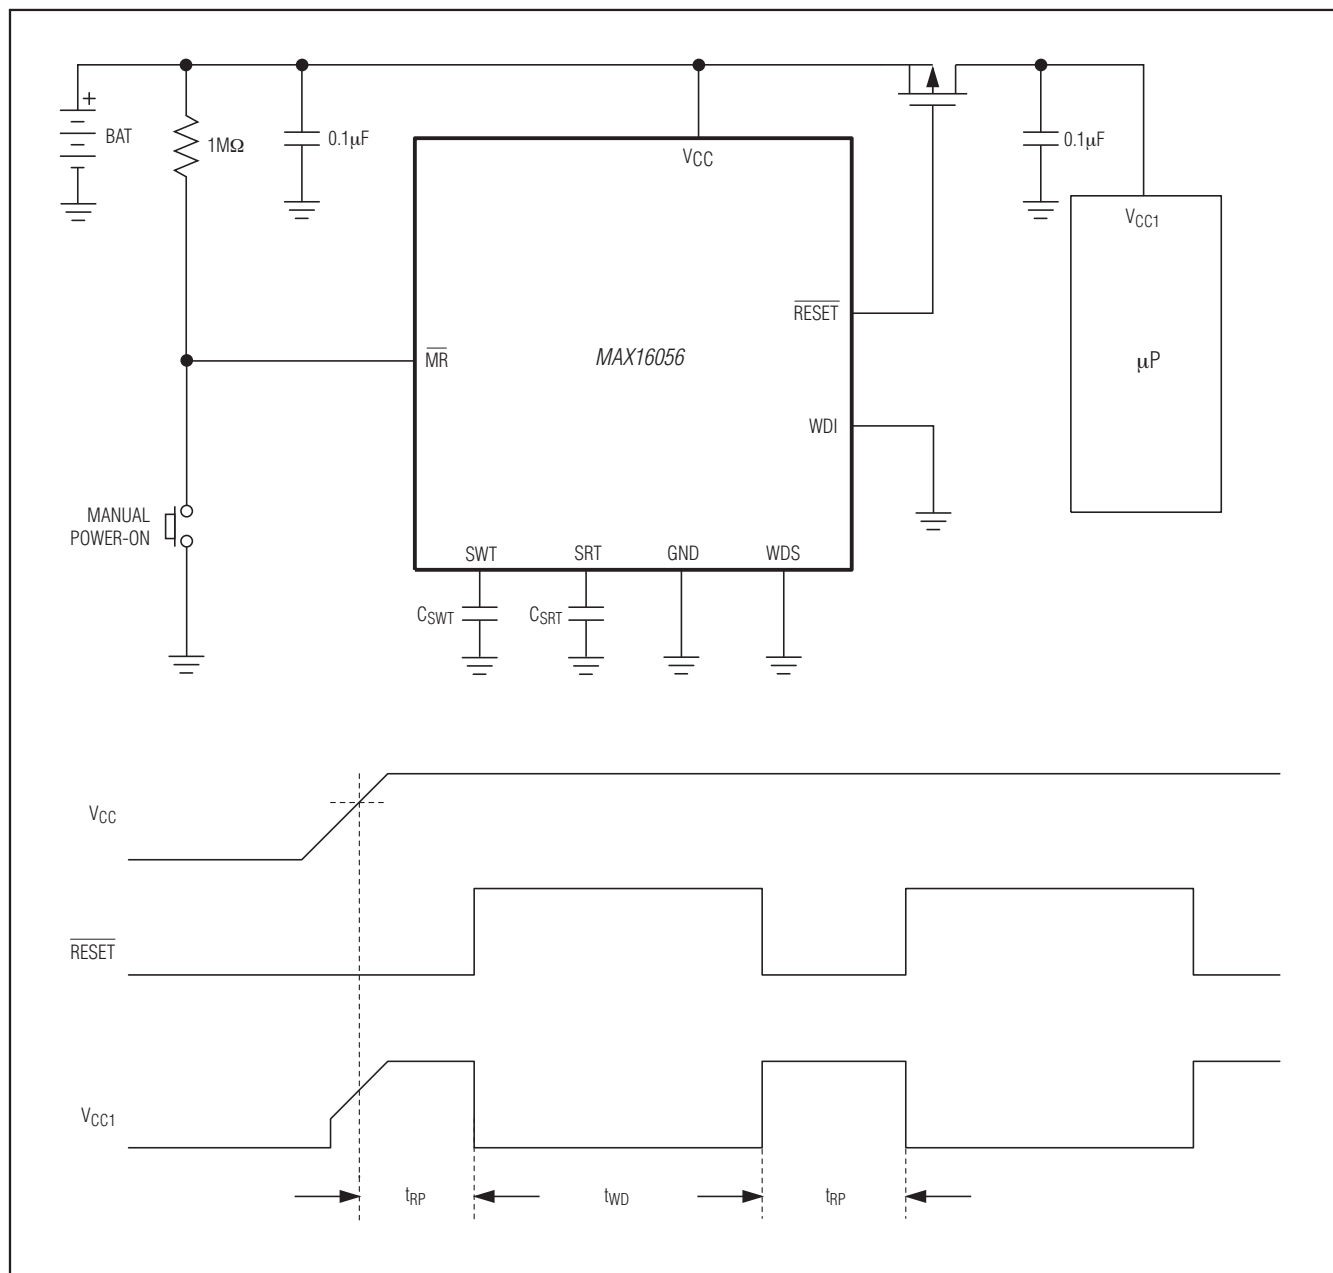 +
BAT
1MΩ
0.1µF
VCC
0.1µF
VCC1
RESET
MR
MAX16056
µP
WDI
MANUAL
POWER-ON
SWT
SRT
GND
WDS
CSWT
CSRT
VCC
RESET
VCC1
tRP
tWD
tRP